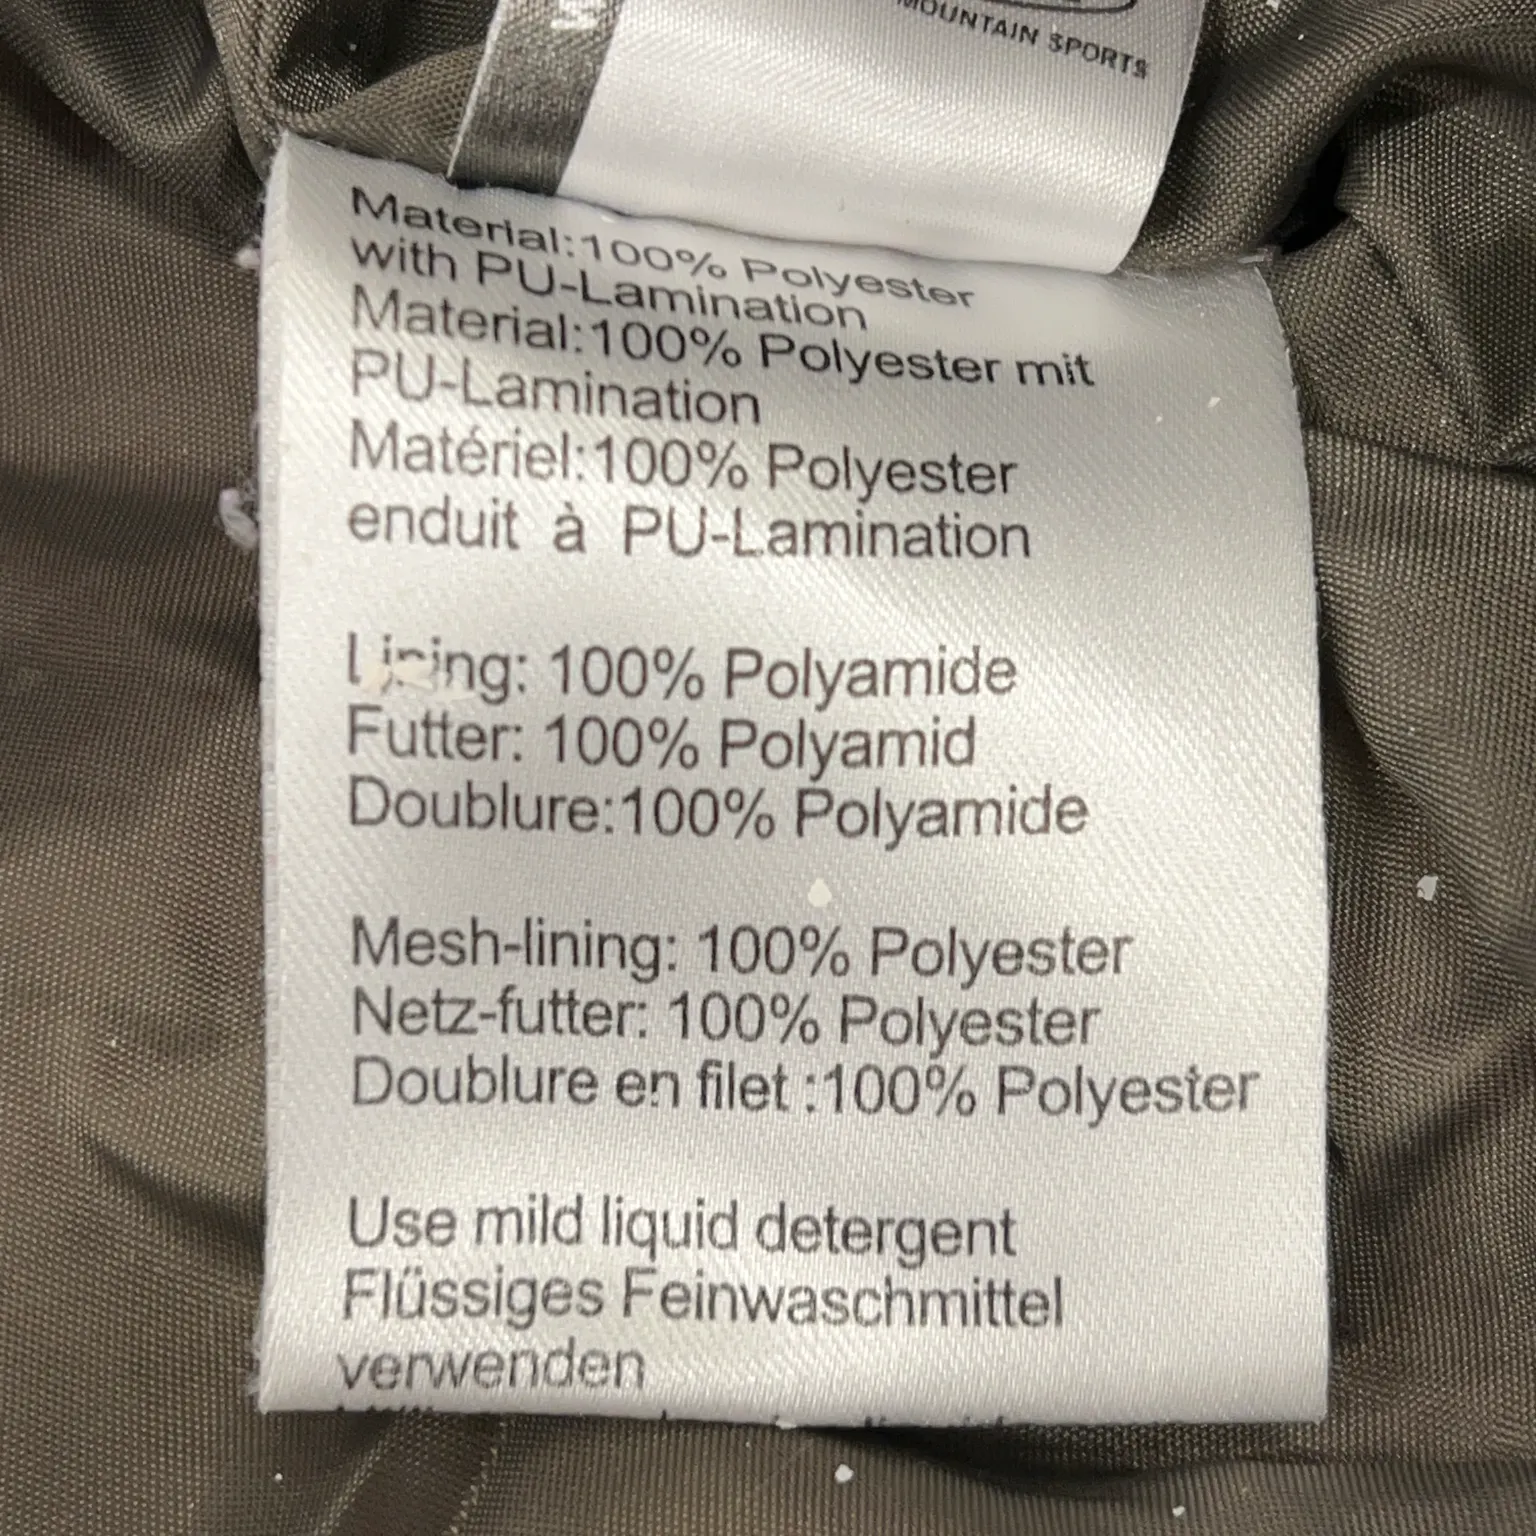 MOUNTAIN SPORTS
Material:100% Polyester
with PU-Lamination
Material:100% Polyester mit
PU-Lamination
Matériel:100% Polyester
enduit à PU-Lamination
Lining: 100% Polyamide
Futter: 100% Polyamid
Doublure:100% Polyamide
Mesh-lining: 100% Polyester
Netz-futter: 100% Polyester
Doublure en filet :100% Polyester
Use mild liquid detergent
Flüssiges Feinwaschmittel
verwenden